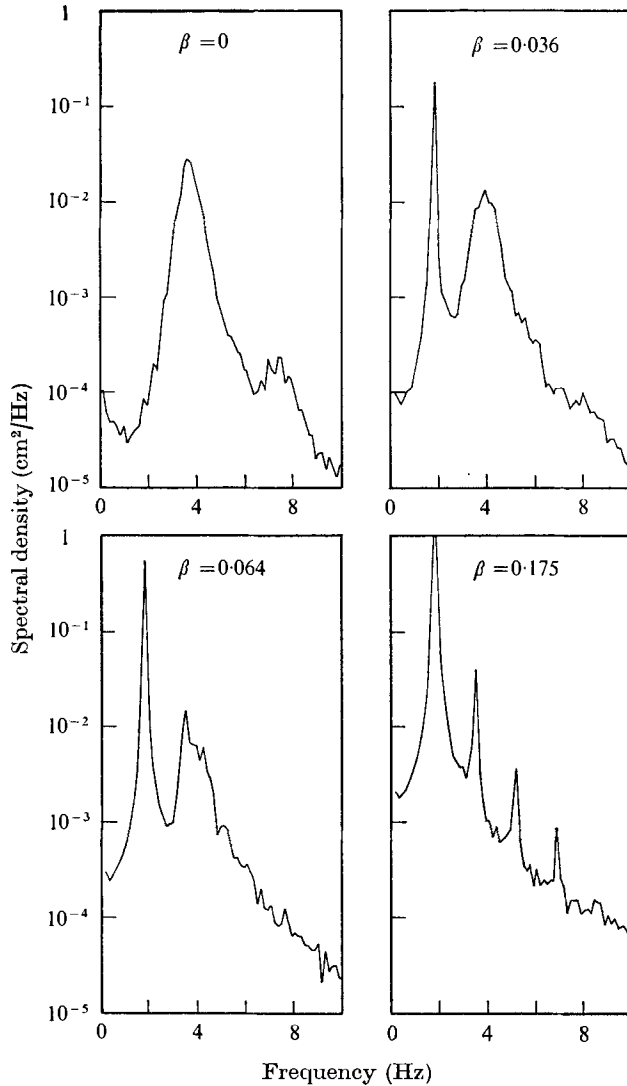 1
10⁻¹
10⁻²
10⁻³
10⁻⁴
10⁻⁵
β = 0
0 4 8
β = 0·036
0 4 8
Spectral density (cm²/Hz)
1
10⁻¹
10⁻²
10⁻³
10⁻⁴
10⁻⁵
β = 0·064
0 4 8
β = 0·175
0 4 8
Frequency (Hz)